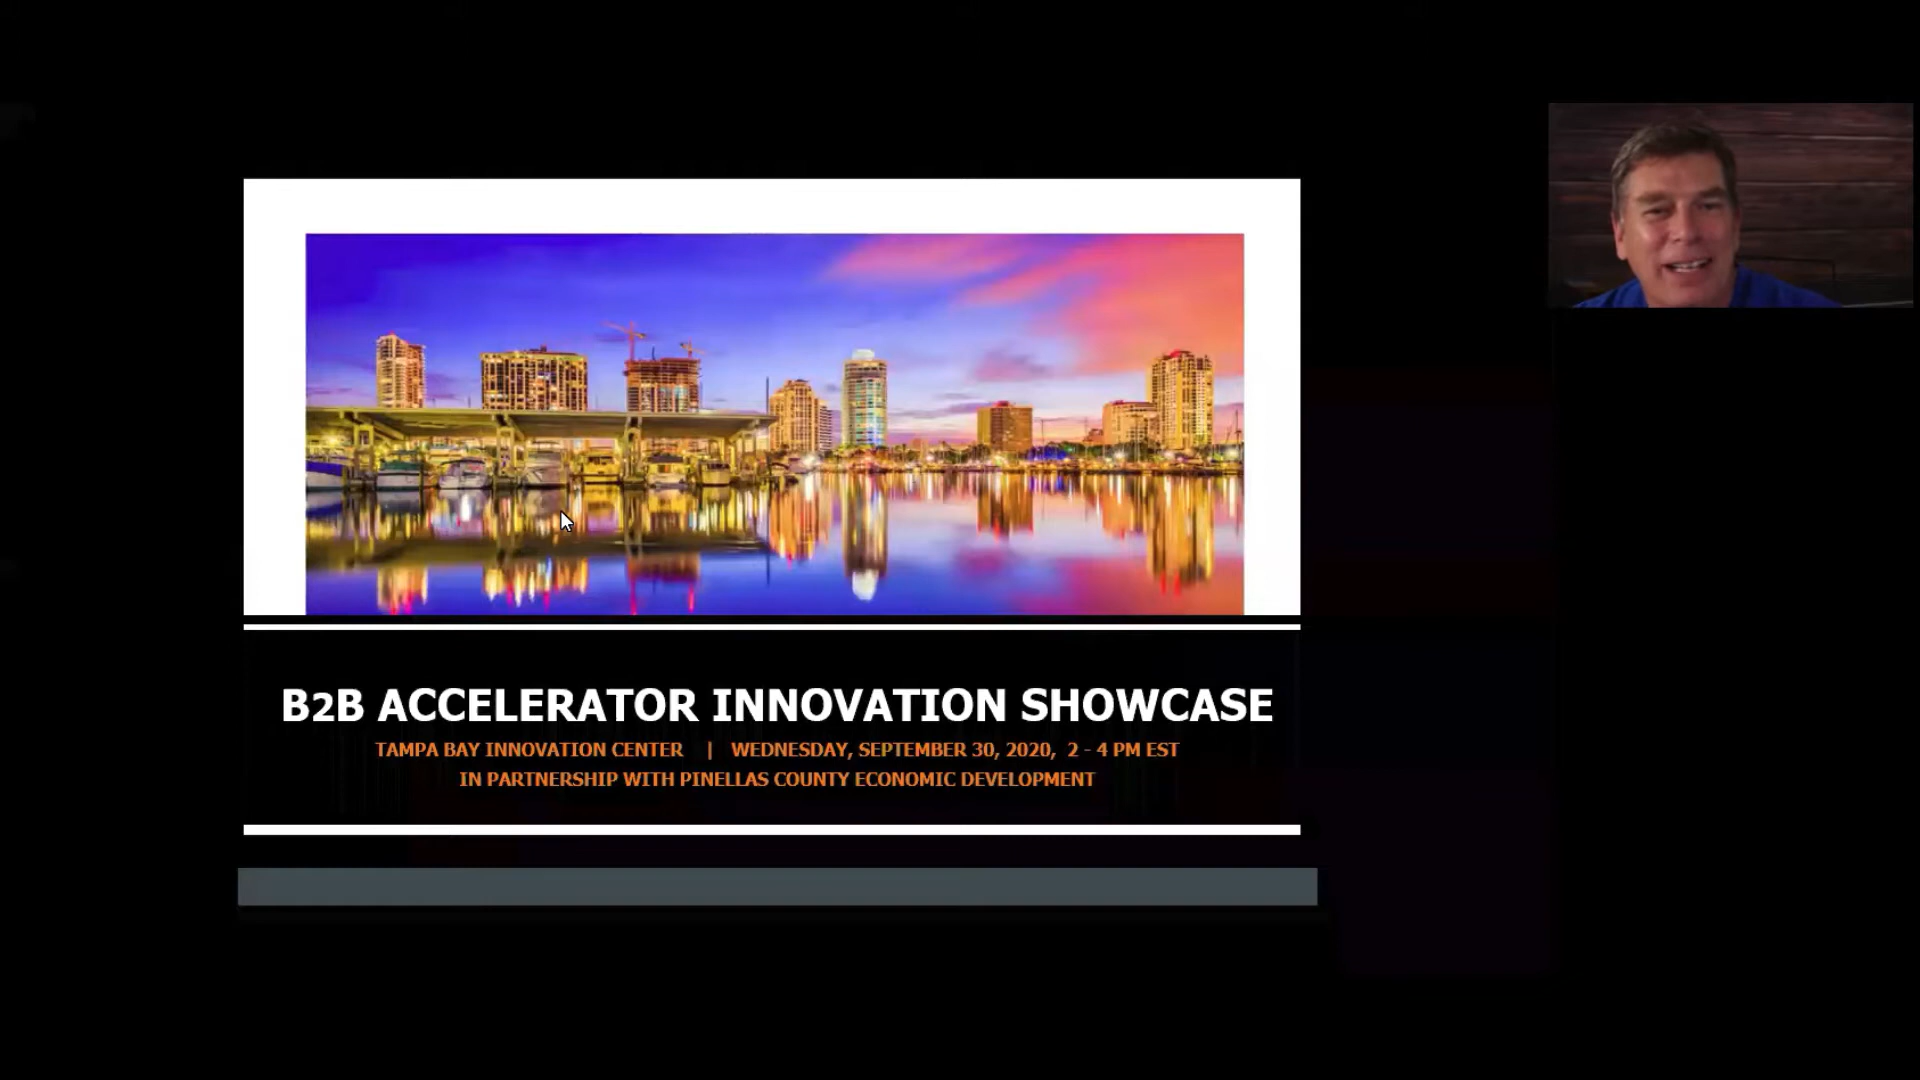 B2B ACCELERATOR INNOVATION SHOWCASE
TAMPA BAY INNOVATION CENTER | WEDNESDAY, SEPTEMBER 30, 2020, 2 - 4 PM EST
IN PARTNERSHIP WITH PINELLAS COUNTY ECONOMIC DEVELOPMENT